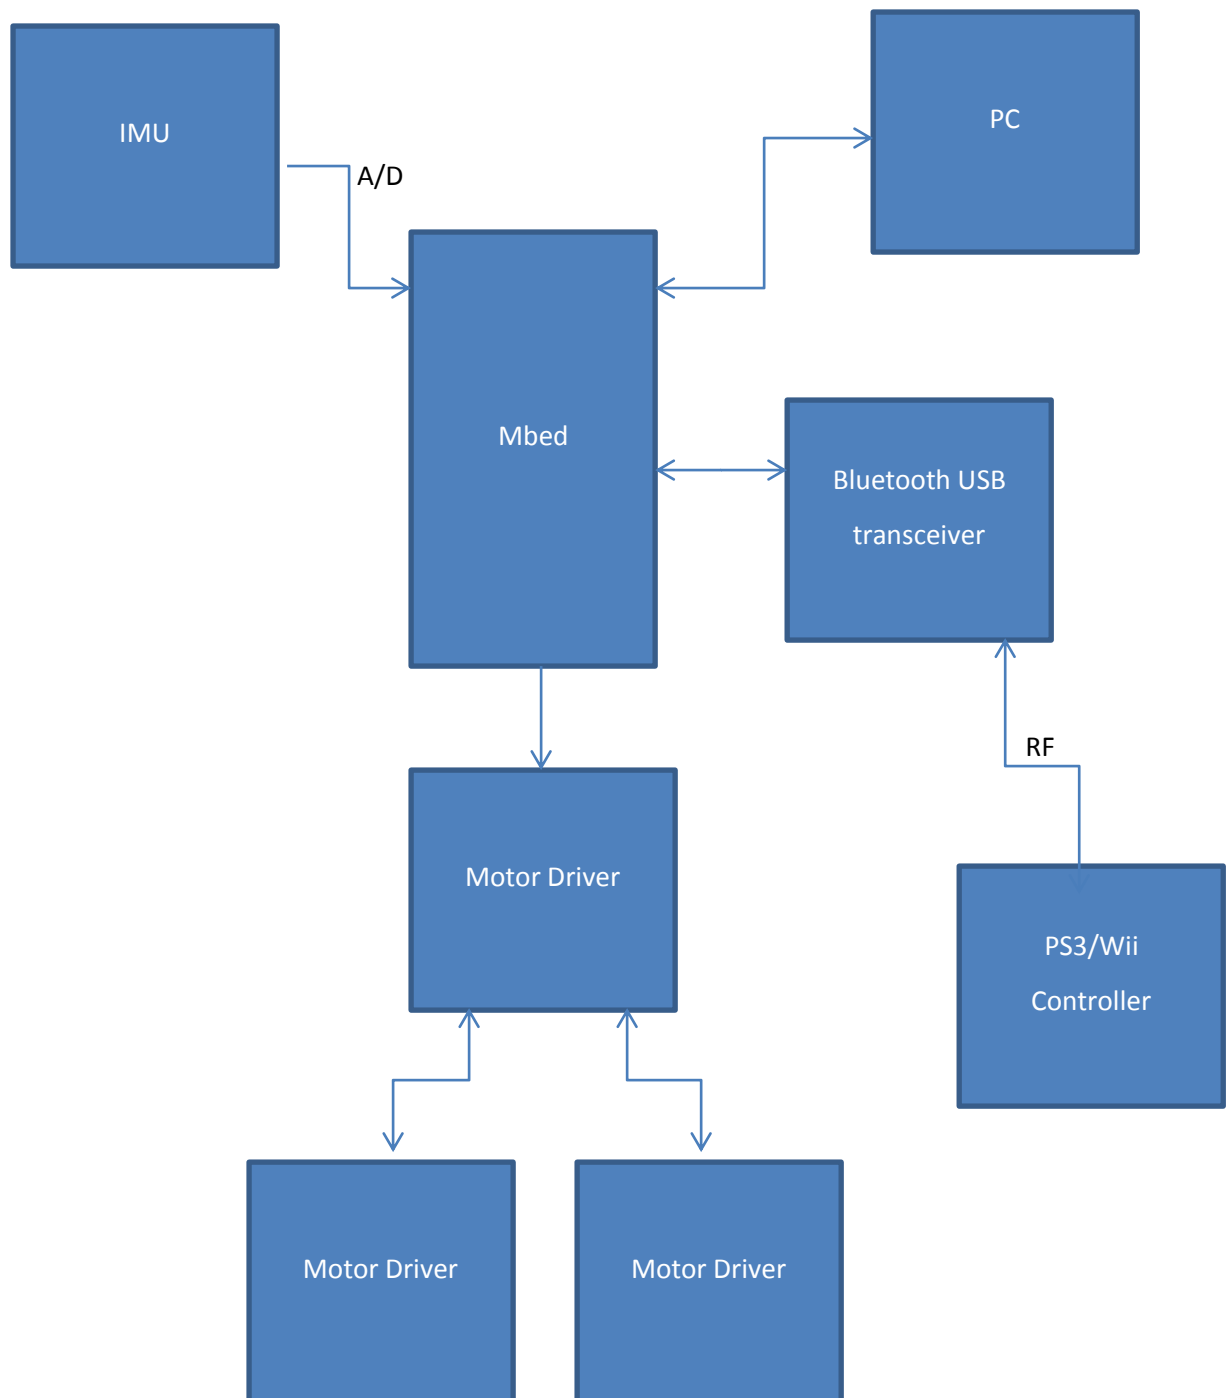 IMU
PC
A/D
Mbed
Bluetooth USB
transceiver
RF
Motor Driver
PS3/Wii
Controller
Motor Driver
Motor Driver